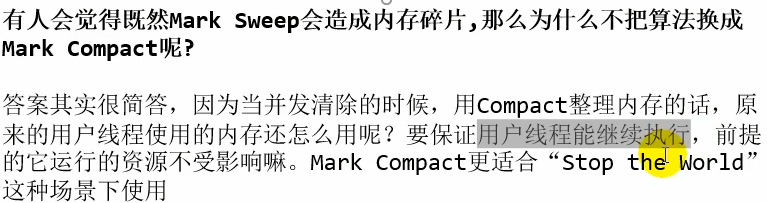 有人会觉得既然Mark Sweep会造成内存碎片,那么为什么不把算法换成
Mark Compact呢?
答案其实很简答，因为当并发清除的时候，用Compact整理内存的话，原
来的用户线程使用的内存还怎么用呢？要保证用户线程能继续执行，前提
的它运行的资源不受影响嘛。Mark Compact更适合“Stop the World”
这种场景下使用